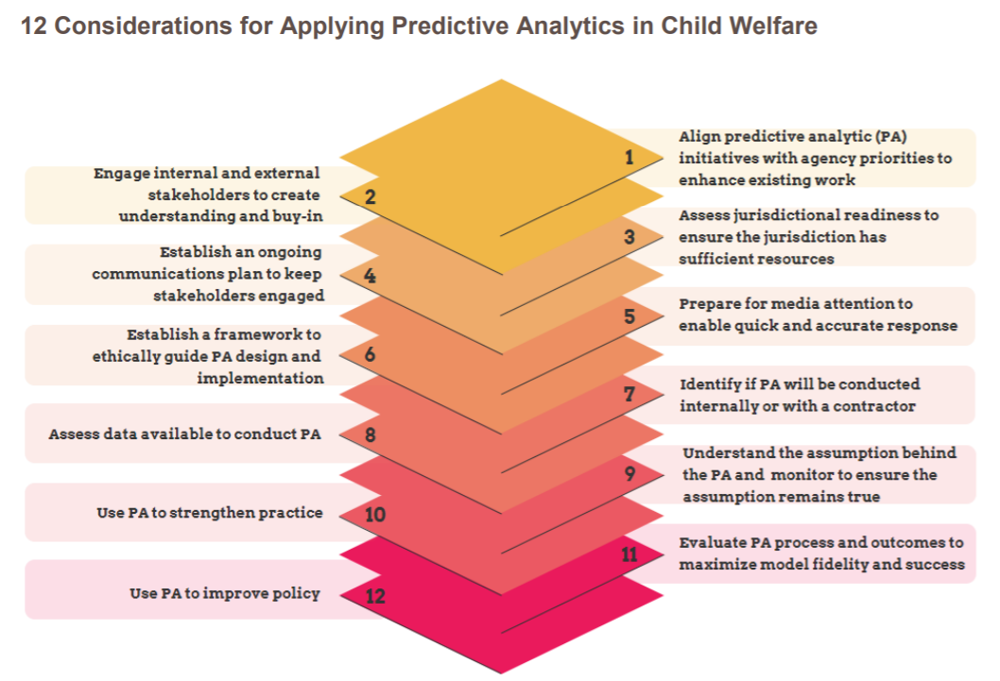 12 Considerations for Applying Predictive Analytics in Child Welfare
1
Align predictive analytic (PA)
initiatives with agency priorities to
enhance existing work
Engage internal and external
stakeholders to create
understanding and buy-in
2
3
Assess jurisdictional readiness to
ensure the jurisdiction has
sufficient resources
Establish an ongoing
communications plan to keep
stakeholders engaged
4
5
Prepare for media attention to
enable quick and accurate response
Establish a framework to
ethically guide PA design and
implementation
6
7
Identify if PA will be conducted
internally or with a contractor
Assess data available to conduct PA
8
9
Understand the assumption behind
the PA and monitor to ensure the
assumption remains true
Use PA to strengthen practice
10
11
Evaluate PA process and outcomes to
maximize model fidelity and success
Use PA to improve policy
12